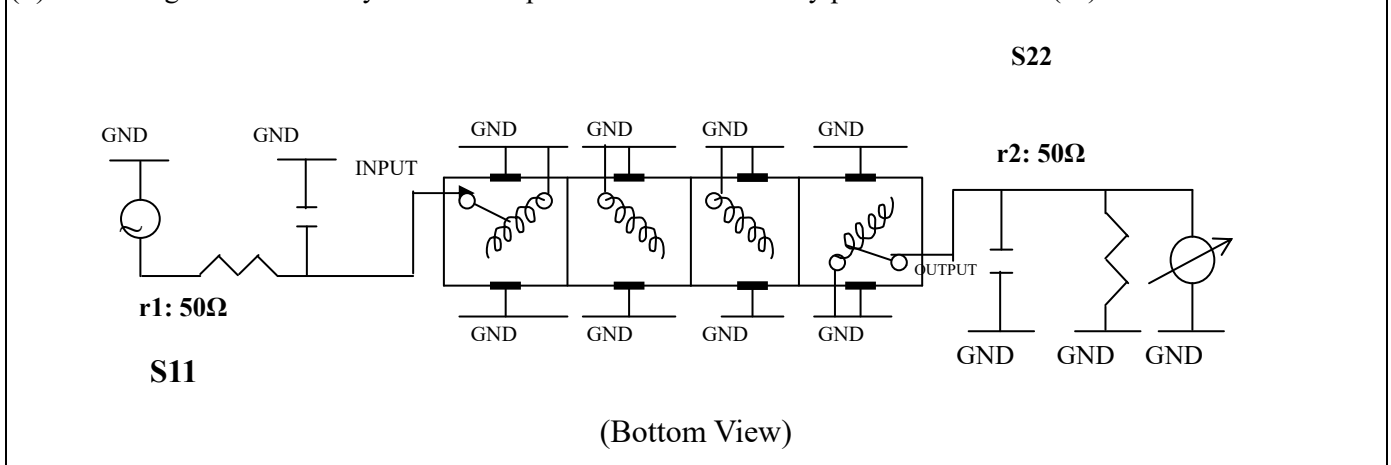 S22
GND
GND
INPUT
GND
GND
GND
GND
r2: 50Ω
OUTPUT
r1: 50Ω
GND
GND
GND
GND
GND
GND
GND
S11
(Bottom View)